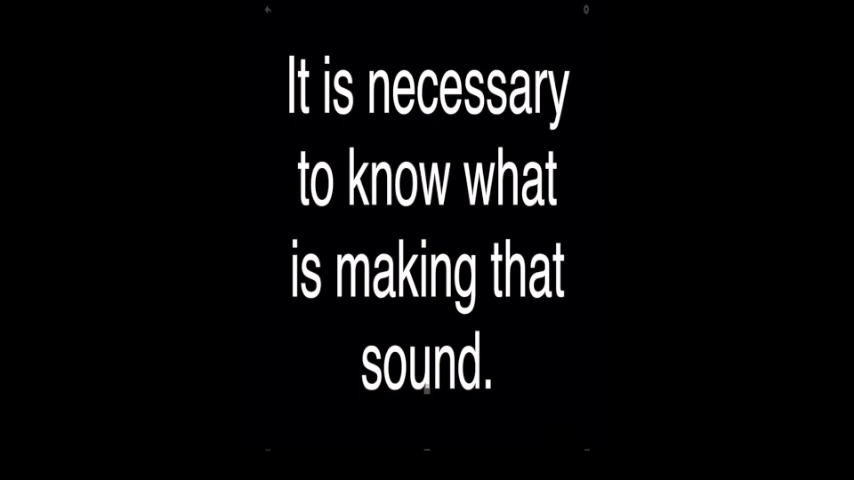 It is necessary
to know what
is making that
sound.